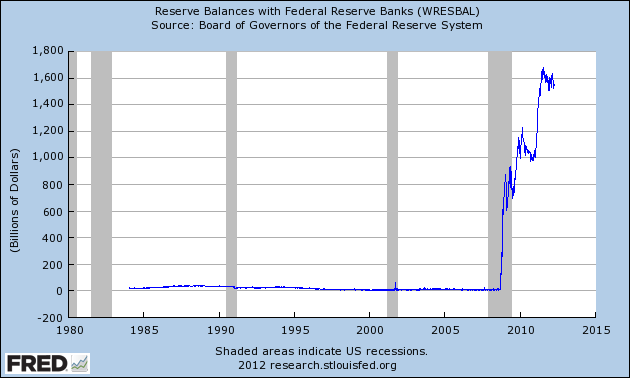 Reserve Balances with Federal Reserve Banks (WRESBAL)
Source: Board of Governors of the Federal Reserve System
(Billions of Dollars)
1,800
1,600
1,400
1,200
1,000
800
600
400
200
0
-200
1980 1985 1990 1995 2000 2005 2010 2015
Shaded areas indicate US recessions.
2012 research.stlouisfed.org
FRED